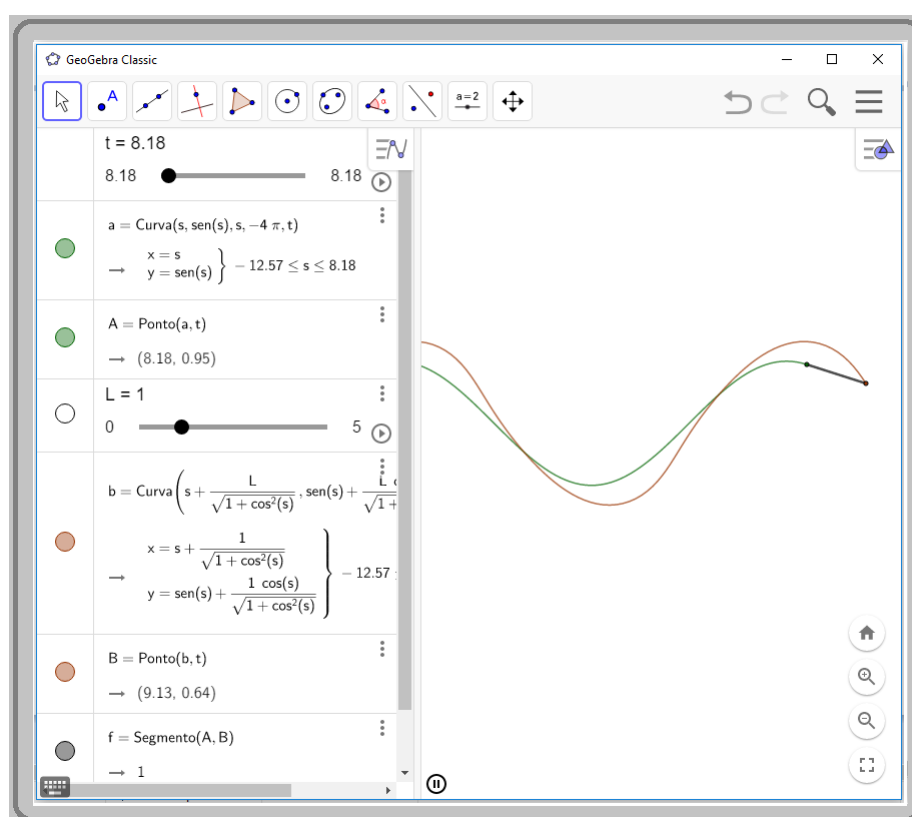 GeoGebra Classic
A
α
a=2
t = 8.18
8.18 8.18
a = Curva(s, sen(s), s, −4 π, t)
→ x = s
y = sen(s) } − 12.57 ≤ s ≤ 8.18
A = Ponto(a, t)
→ (8.18, 0.95)
L = 1
0 5
b = Curva(s + L/√(1 + cos²(s)), sen(s) + L c/√(1 +
→ x = s + 1/√(1 + cos²(s))
y = sen(s) + 1 cos(s)/√(1 + cos²(s)) } − 12.57
B = Ponto(b, t)
→ (9.13, 0.64)
f = Segmento(A, B)
→ 1